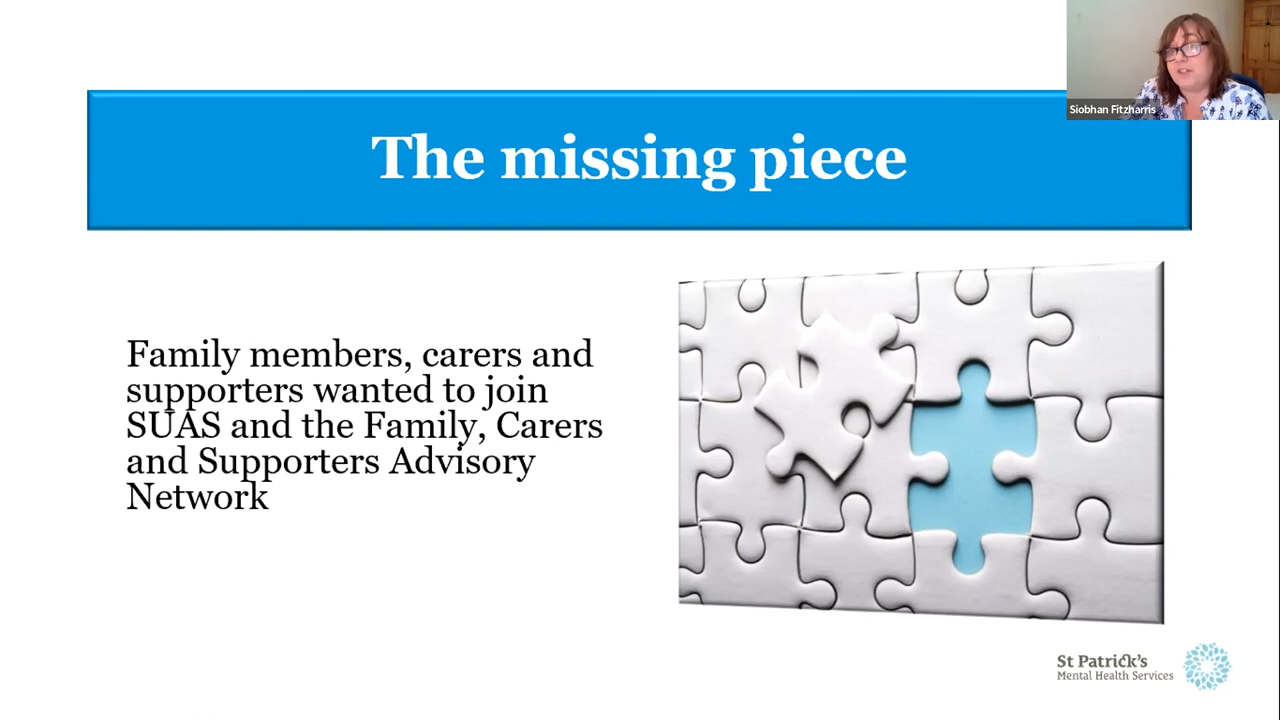 Siobhan Fitzharris
The missing piece
Family members, carers and
supporters wanted to join
SUAS and the Family, Carers
and Supporters Advisory
Network
St Patrick's
Mental Health Services